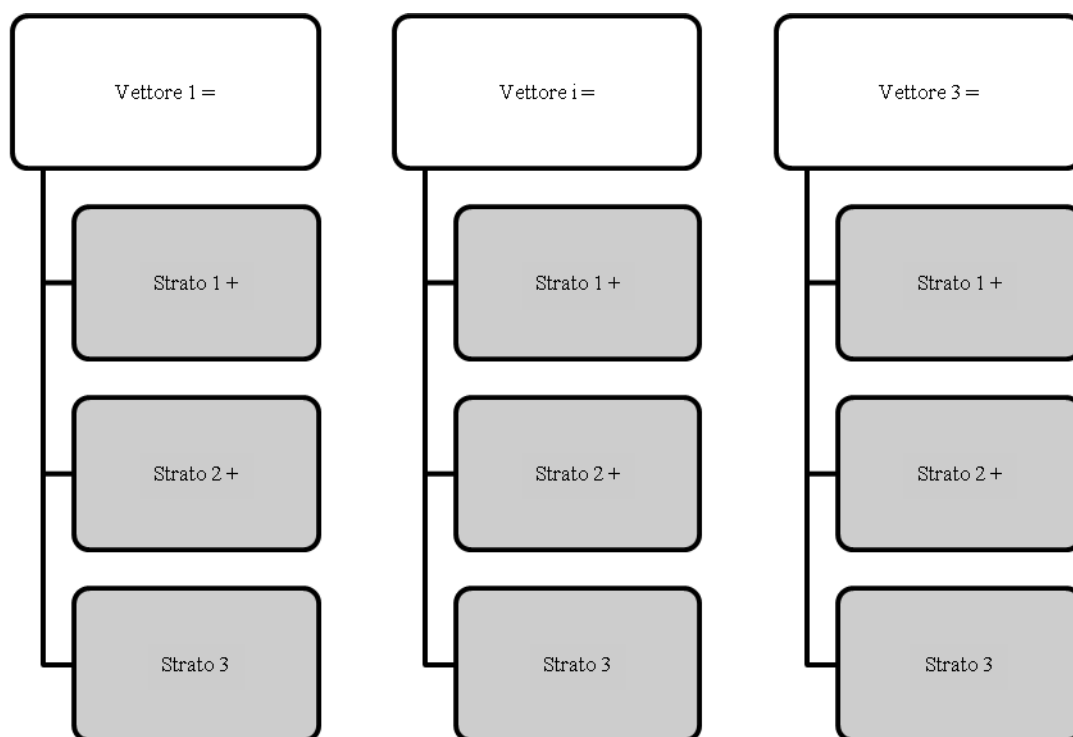 Vettore 1 =
Strato 1 +
Strato 2 +
Strato 3
Vettore i =
Strato 1 +
Strato 2 +
Strato 3
Vettore 3 =
Strato 1 +
Strato 2 +
Strato 3